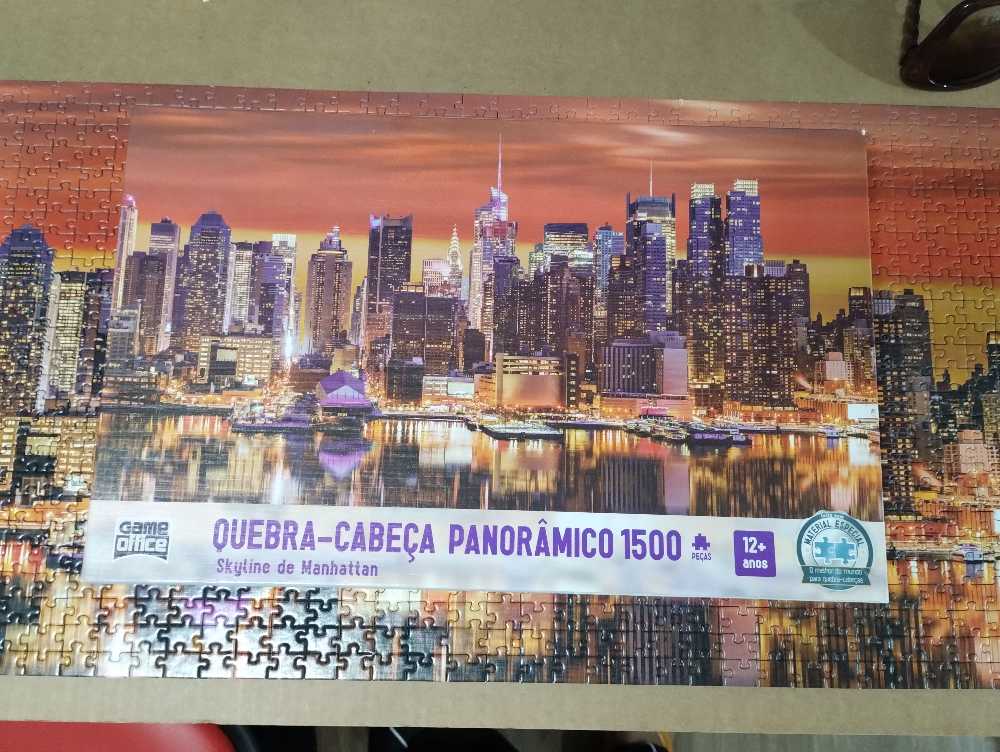 GAME
OFFICE
QUEBRA-CABEÇA PANORÂMICO 1500
PEÇAS
Skyline de Manhattan
12+
anos
MATERIAL ESPECIAL
O melhor do mundo
para quebra-cabeças